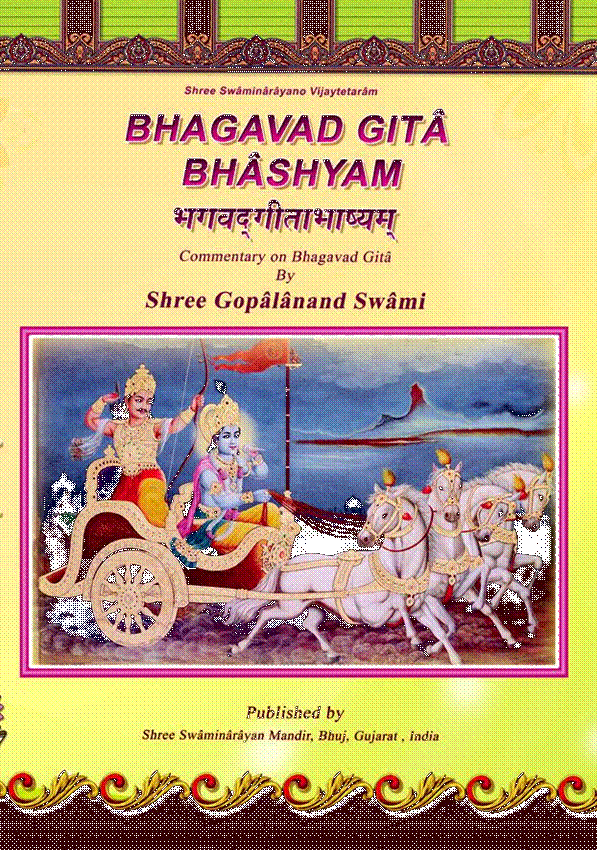 Shree Swâminârâyano Vijaytetarâm
BHAGAVAD GITÂ
BHÂSHYAM
भगवद्‌गीताभाष्यम्
Commentary on Bhagavad Gitâ
By
Shree Gopâlânand Swâmi
Published by
Shree Swâminârâyan Mandir, Bhuj, Gujarat , India